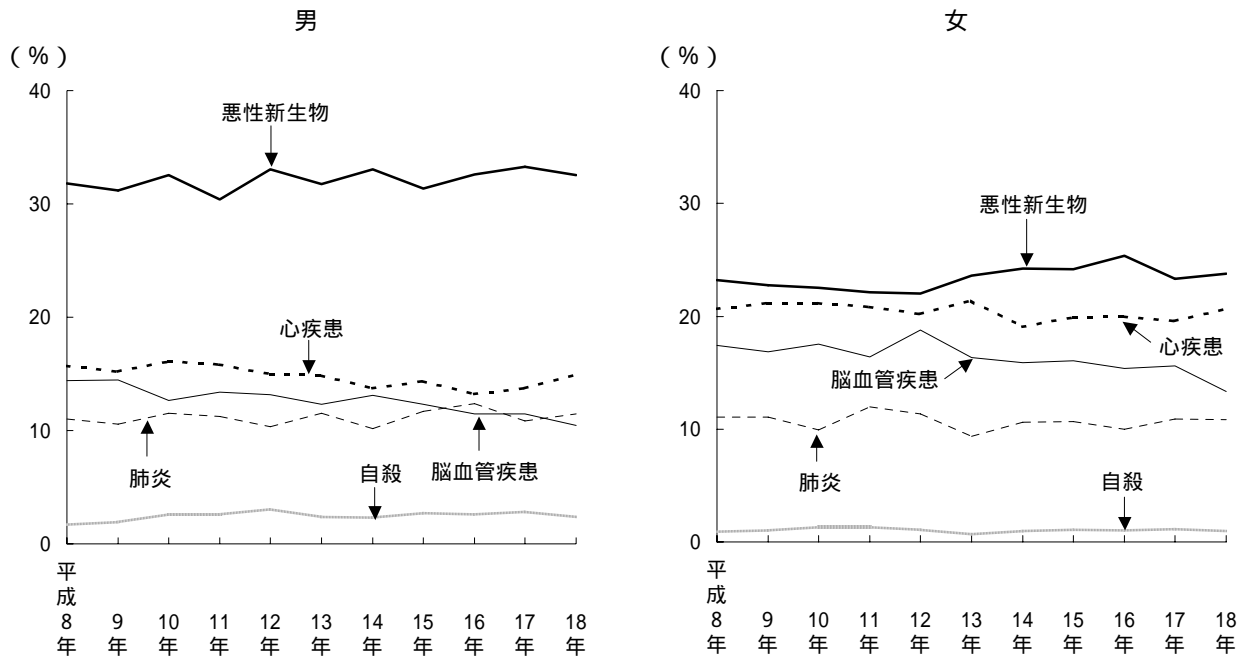 男
(%)
40
30
20
10
0
悪性新生物
心疾患
肺炎
自殺
脳血管疾患
平成8年
9年
10年
11年
12年
13年
14年
15年
16年
17年
18年
女
(%)
40
30
20
10
0
悪性新生物
心疾患
脳血管疾患
肺炎
自殺
平成8年
9年
10年
11年
12年
13年
14年
15年
16年
17年
18年